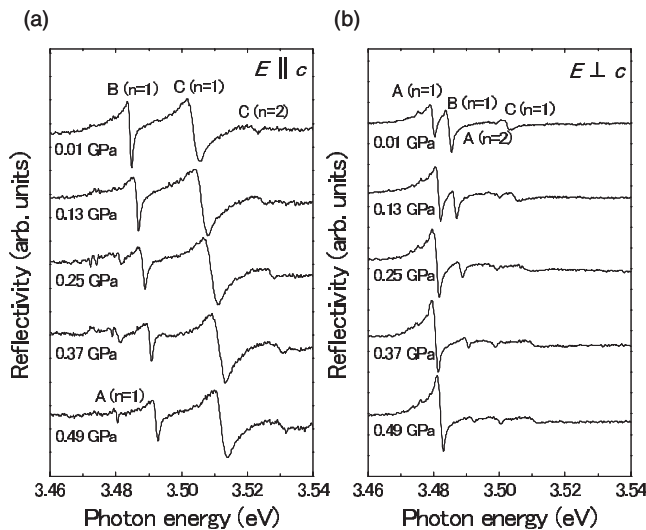 (a)
E ∥ c
B (n=1)
C (n=1)
C (n=2)
0.01 GPa
0.13 GPa
0.25 GPa
0.37 GPa
A (n=1)
0.49 GPa
Reflectivity (arb. units)
3.46 3.48 3.50 3.52 3.54
Photon energy (eV)
(b)
E ⊥ c
A (n=1)
B (n=1)
C (n=1)
A (n=2)
0.01 GPa
0.13 GPa
0.25 GPa
0.37 GPa
0.49 GPa
Reflectivity (arb. units)
3.46 3.48 3.50 3.52 3.54
Photon energy (eV)